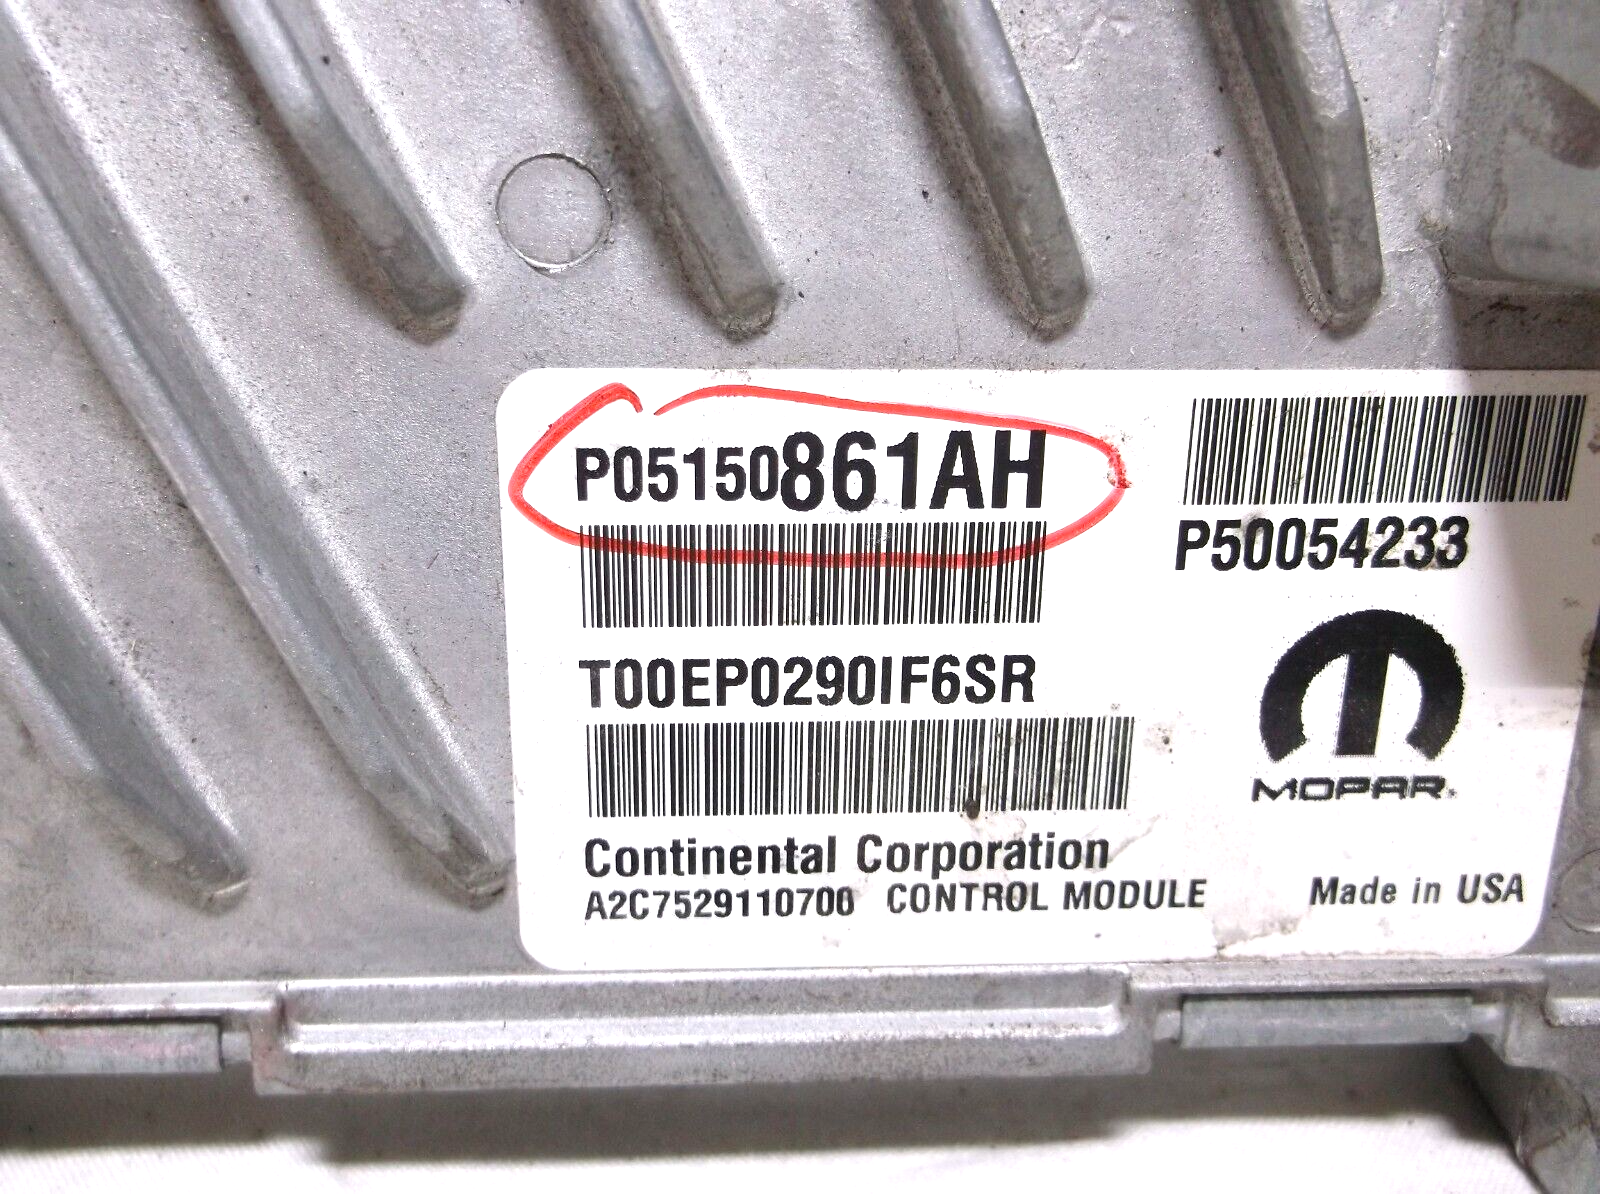 P05150861AH
P50054233
T00EP0290IF6SR
MOPAR
Continental Corporation
A2C7529110700 CONTROL MODULE
Made in USA